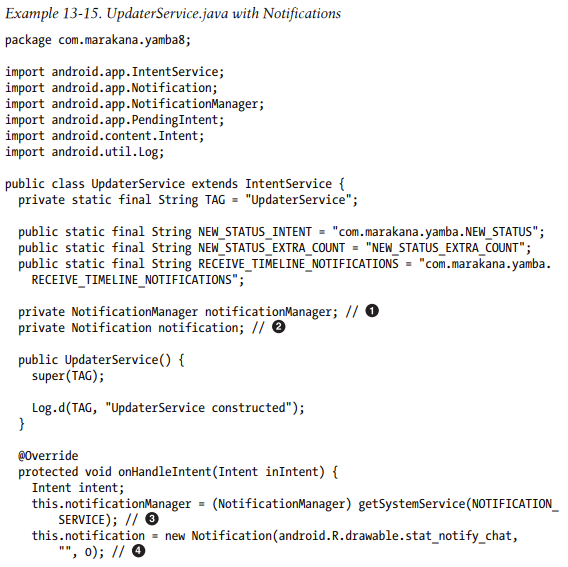 Example 13-15. UpdaterService.java with Notifications
package com.marakana.yamba8;
import android.app.IntentService;
import android.app.Notification;
import android.app.NotificationManager;
import android.app.PendingIntent;
import android.content.Intent;
import android.util.Log;
public class UpdaterService extends IntentService {
private static final String TAG = "UpdaterService";
public static final String NEW_STATUS_INTENT = "com.marakana.yamba.NEW_STATUS";
public static final String NEW_STATUS_EXTRA_COUNT = "NEW_STATUS_EXTRA_COUNT";
public static final String RECEIVE_TIMELINE_NOTIFICATIONS = "com.marakana.yamba.
RECEIVE_TIMELINE_NOTIFICATIONS";
private NotificationManager notificationManager; // ❶
private Notification notification; // ❷
public UpdaterService() {
super(TAG);
Log.d(TAG, "UpdaterService constructed");
}
@Override
protected void onHandleIntent(Intent inIntent) {
Intent intent;
this.notificationManager = (NotificationManager) getSystemService(NOTIFICATION_
SERVICE); // ❸
this.notification = new Notification(android.R.drawable.stat_notify_chat,
"", 0); // ❹